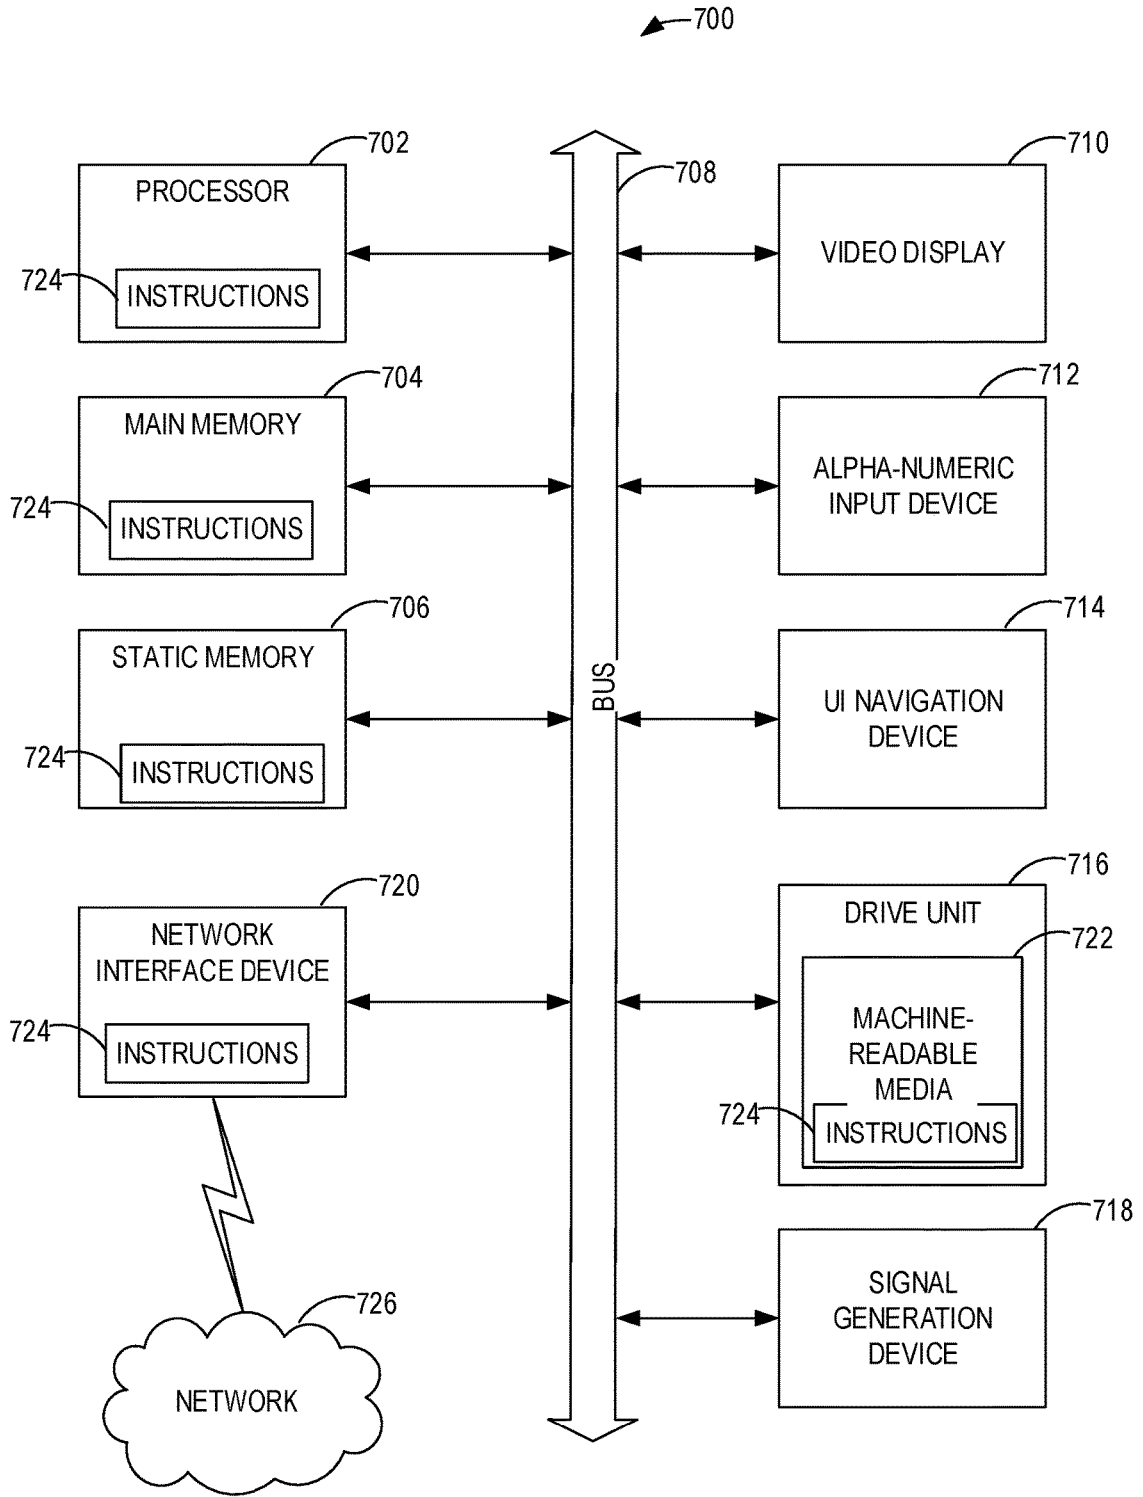 700
702
PROCESSOR
724
INSTRUCTIONS
704
MAIN MEMORY
724
INSTRUCTIONS
706
STATIC MEMORY
724
INSTRUCTIONS
720
NETWORK
INTERFACE DEVICE
724
INSTRUCTIONS
726
NETWORK
708
BUS
710
VIDEO DISPLAY
712
ALPHA-NUMERIC
INPUT DEVICE
714
UI NAVIGATION
DEVICE
716
DRIVE UNIT
722
MACHINE-
READABLE
MEDIA
724
INSTRUCTIONS
718
SIGNAL
GENERATION
DEVICE